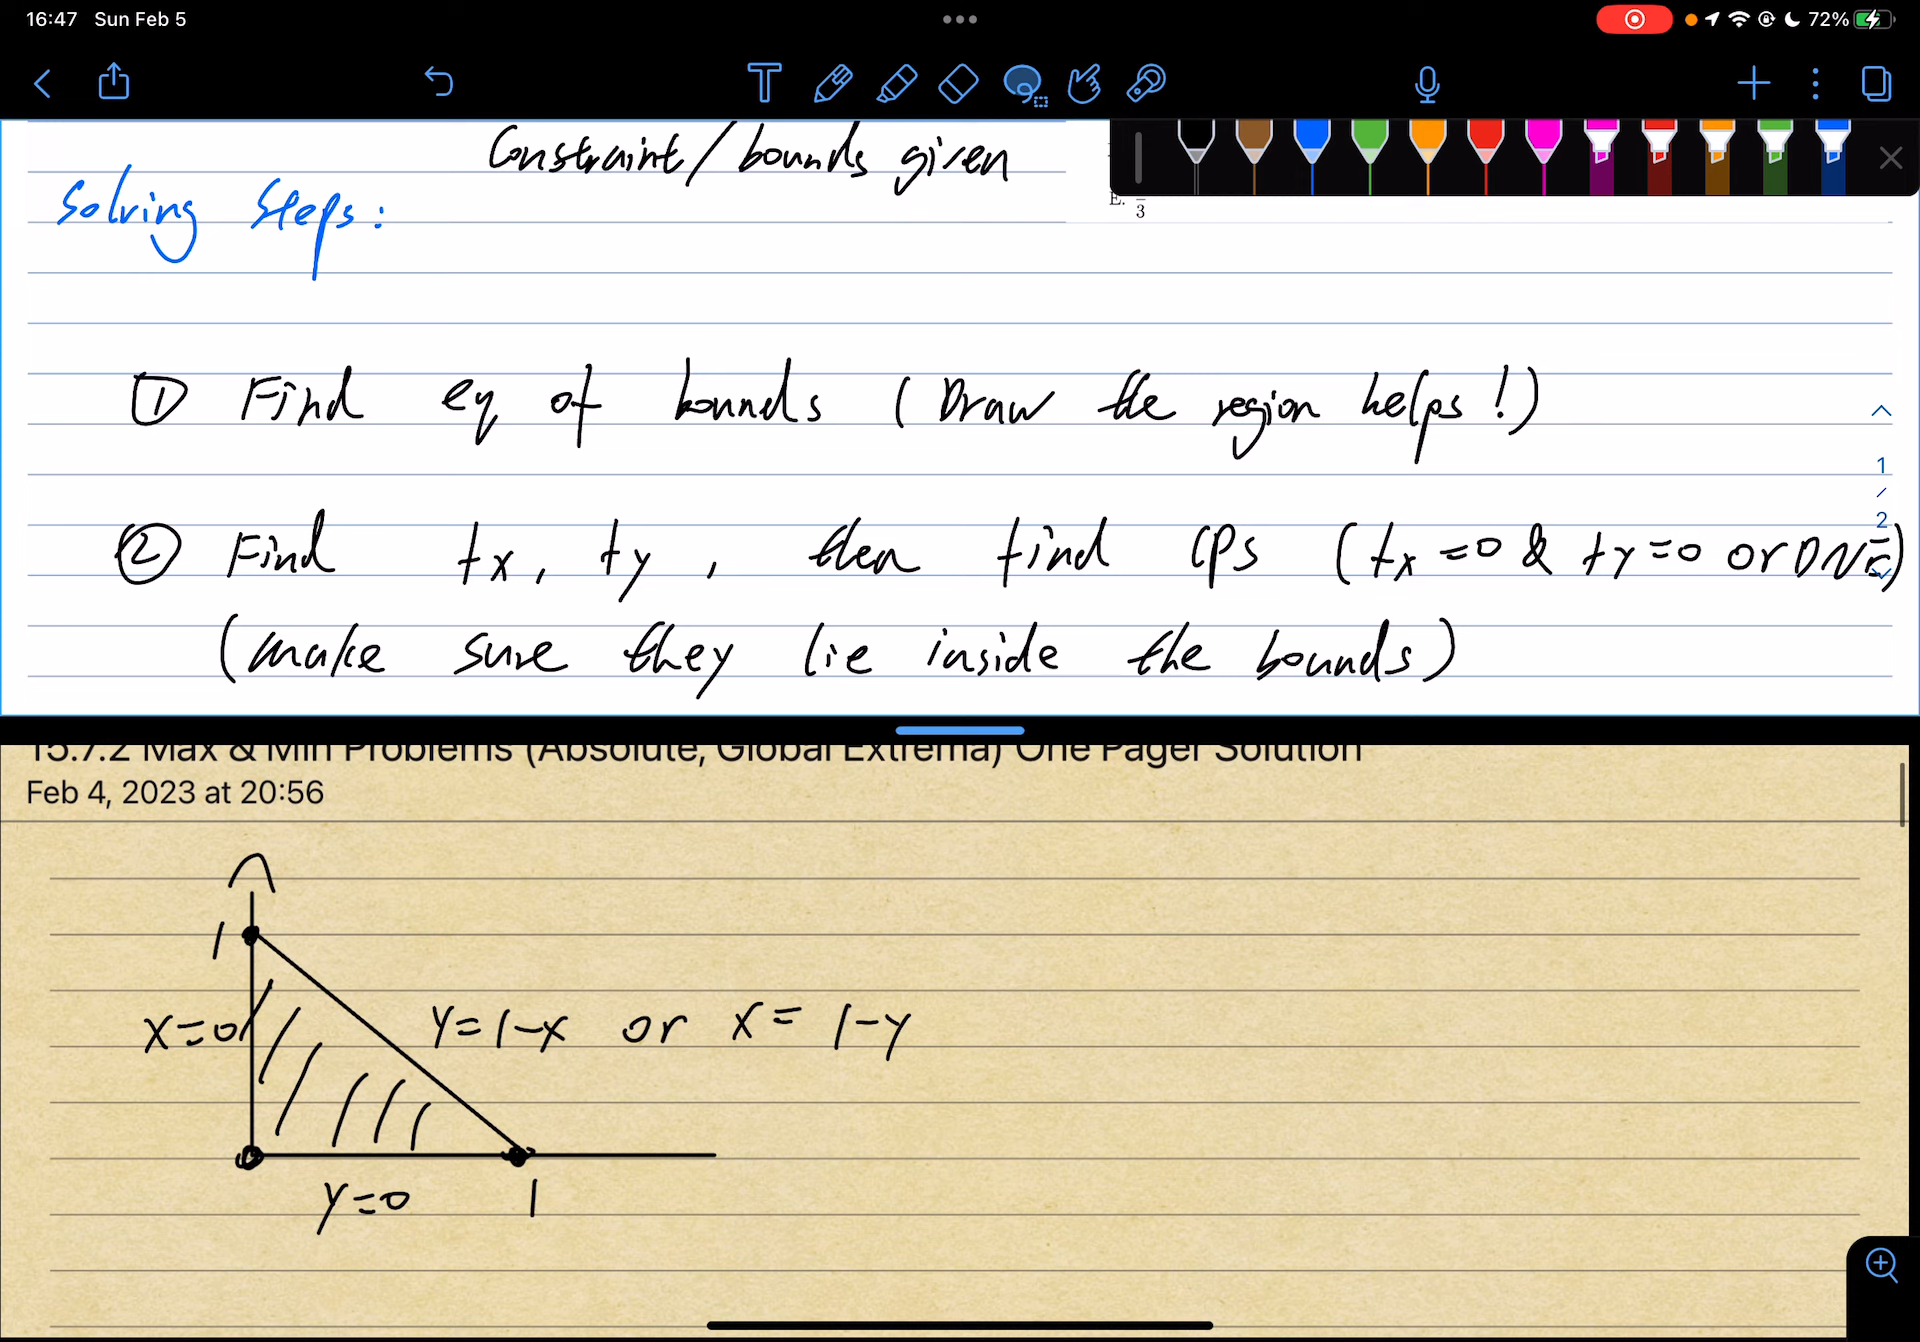 16:47 Sun Feb 5
72%
Constraint/bounds given
Solving Steps:
E. 3
① Find eq of bounds (Draw the region helps!)
1
/
2
② Find fx, fy, then find CPs (fx=0 & fy=0 or DNE)
(make sure they lie inside the bounds)
15.7.2 Max & Min Problems (Absolute, Global Extrema) One Pager Solution
Feb 4, 2023 at 20:56
1
x=0
y=1-x or x=1-y
y=0
1